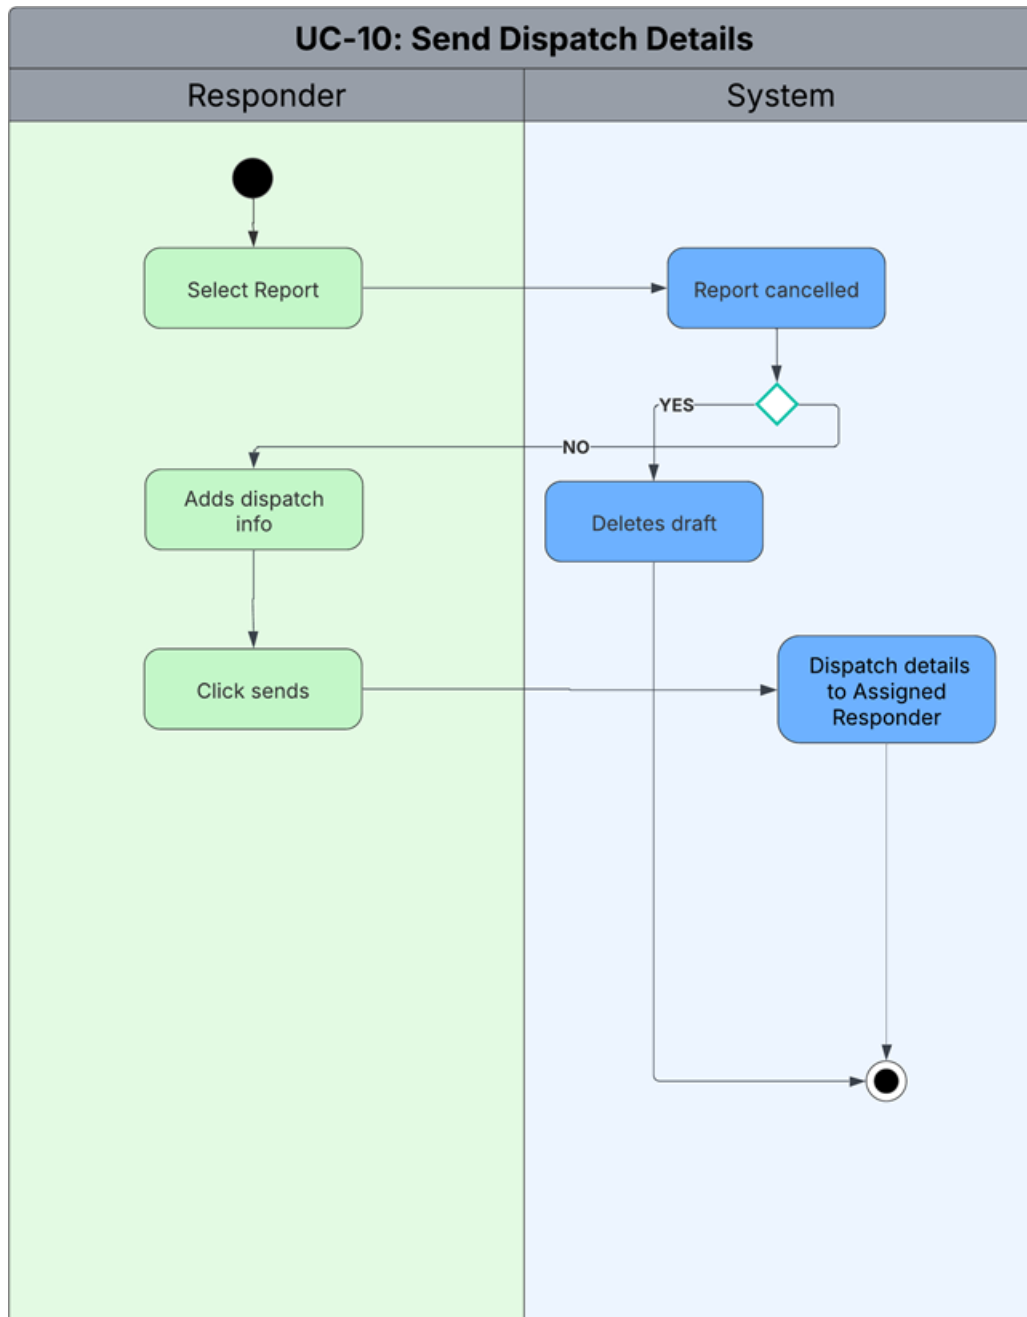 UC-10: Send Dispatch Details
Responder
System
Select Report
Report cancelled
YES
NO
Adds dispatch
info
Deletes draft
Click sends
Dispatch details
to Assigned
Responder